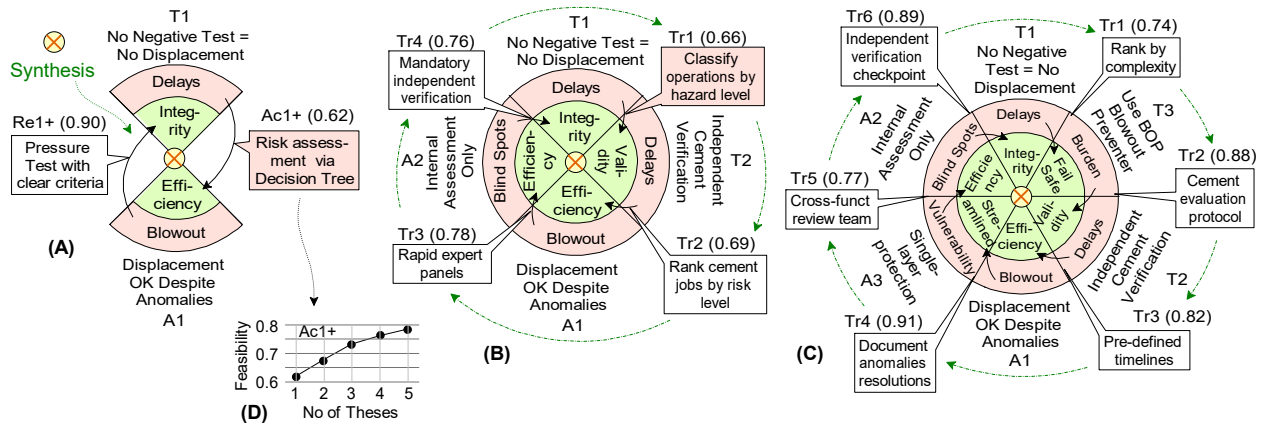 T1
No Negative Test =
No Displacement
Synthesis
Delays
Integ-
rity
Re1+ (0.90)
Pressure
Test with
clear criteria
Ac1+ (0.62)
Risk assess-
ment via
Decision Tree
Effi-
ciency
Blowout
(A)
Displacement
OK Despite
Anomalies
A1
T1
No Negative Test =
No Displacement
Tr4 (0.76)
Mandatory
independent
verification
Tr1 (0.66)
Classify
operations by
hazard level
Delays
Integ-
rity
Vali-
dity
Delays
Independent
Cement
Verification
T2
A2
Internal
Assessment
Only
Blind Spots
Efficien-
cy
Effi-
ciency
Blowout
Tr3 (0.78)
Rapid expert
panels
Tr2 (0.69)
Rank cement
jobs by risk
level
Displacement
OK Despite
Anomalies
A1
(B)
Tr6 (0.89)
Independent
verification
checkpoint
T1
No Negative
Test = No
Displacement
Tr1 (0.74)
Rank by
complexity
T3
Use BOP
Blowout
Preventer
A2
Internal
Assessment
Only
Delays
Burden
Blind Spots
Integ-
rity
Fail
Safe
Efficie
ncy
Vali-
dity
Stre
amlined
Effi-
ciency
Vulnerability
Delays
Blowout
Tr2 (0.88)
Cement
evaluation
protocol
Tr5 (0.77)
Cross-funct
review team
Independent
Cement
Verification
T2
Single-
layer
protection
A3
Tr3 (0.82)
Pre-defined
timelines
Tr4 (0.91)
Document
anomalies
resolutions
Displacement
OK Despite
Anomalies
A1
(C)
Feasibility
0.8
0.7
0.6
Ac1+
1 2 3 4 5
No of Theses
(D)